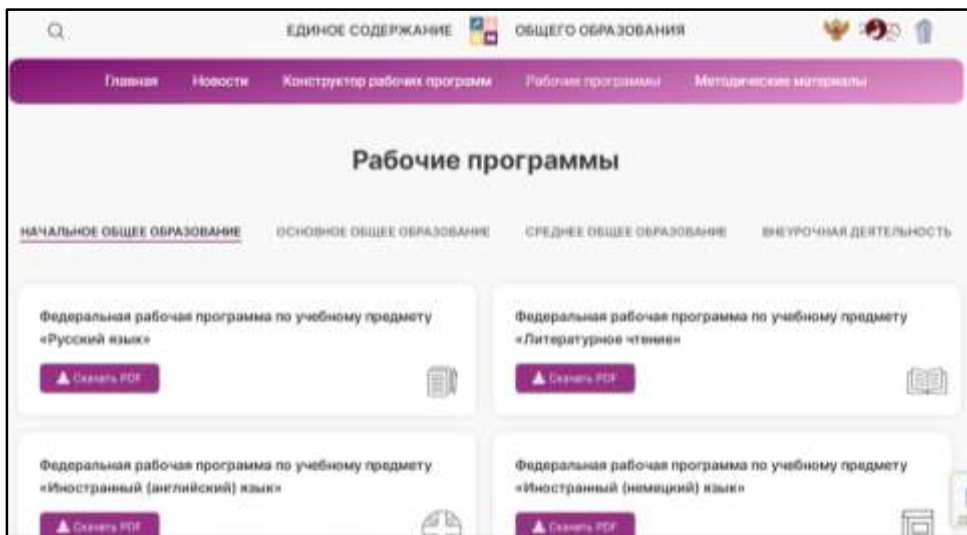 ЕДИНОЕ СОДЕРЖАНИЕ ОБЩЕГО ОБРАЗОВАНИЯ
Главная Новости Конструктор рабочих программ Рабочие программы Методические материалы
Рабочие программы
НАЧАЛЬНОЕ ОБЩЕЕ ОБРАЗОВАНИЕ ОСНОВНОЕ ОБЩЕЕ ОБРАЗОВАНИЕ СРЕДНЕЕ ОБЩЕЕ ОБРАЗОВАНИЕ ВНЕУРОЧНАЯ ДЕЯТЕЛЬНОСТЬ
Федеральная рабочая программа по учебному предмету
«Русский язык»
Скачать PDF
Федеральная рабочая программа по учебному предмету
«Литературное чтение»
Скачать PDF
Федеральная рабочая программа по учебному предмету
«Иностранный (английский) язык»
Скачать PDF
Федеральная рабочая программа по учебному предмету
«Иностранный (немецкий) язык»
Скачать PDF